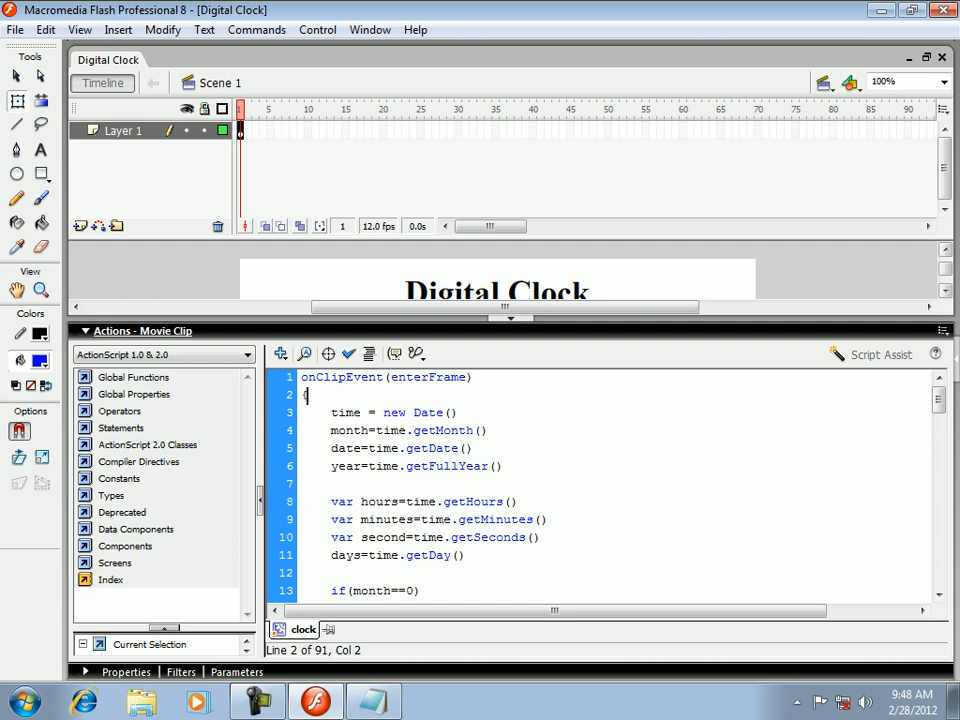 Macromedia Flash Professional 8 - [Digital Clock]
File Edit View Insert Modify Text Commands Control Window Help
Tools
View
Colors
Options
Digital Clock
Timeline
Scene 1
100%
1 5 10 15 20 25 30 35 40 45 50 55 60 65 70 75 80 85 90
Layer 1
1 12.0 fps 0.0s
Digital Clock
Actions - Movie Clip
ActionScript 1.0 & 2.0
Global Functions
Global Properties
Operators
Statements
ActionScript 2.0 Classes
Compiler Directives
Constants
Types
Deprecated
Data Components
Components
Screens
Index
Current Selection
Script Assist
1 onClipEvent(enterFrame)
2 {
3 time = new Date()
4 month=time.getMonth()
5 date=time.getDate()
6 year=time.getFullYear()
7
8 var hours=time.getHours()
9 var minutes=time.getMinutes()
10 var second=time.getSeconds()
11 days=time.getDay()
12
13 if(month==0)
clock
Line 2 of 91, Col 2
Properties Filters Parameters
9:48 AM
2/28/2012